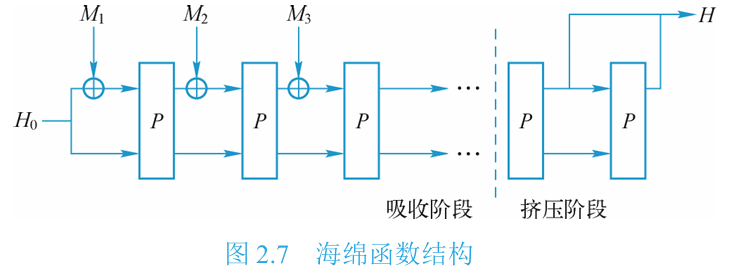 M₁ M₂ M₃ H
H₀ P P P ··· P P
···
吸收阶段 挤压阶段
图 2.7 海绵函数结构